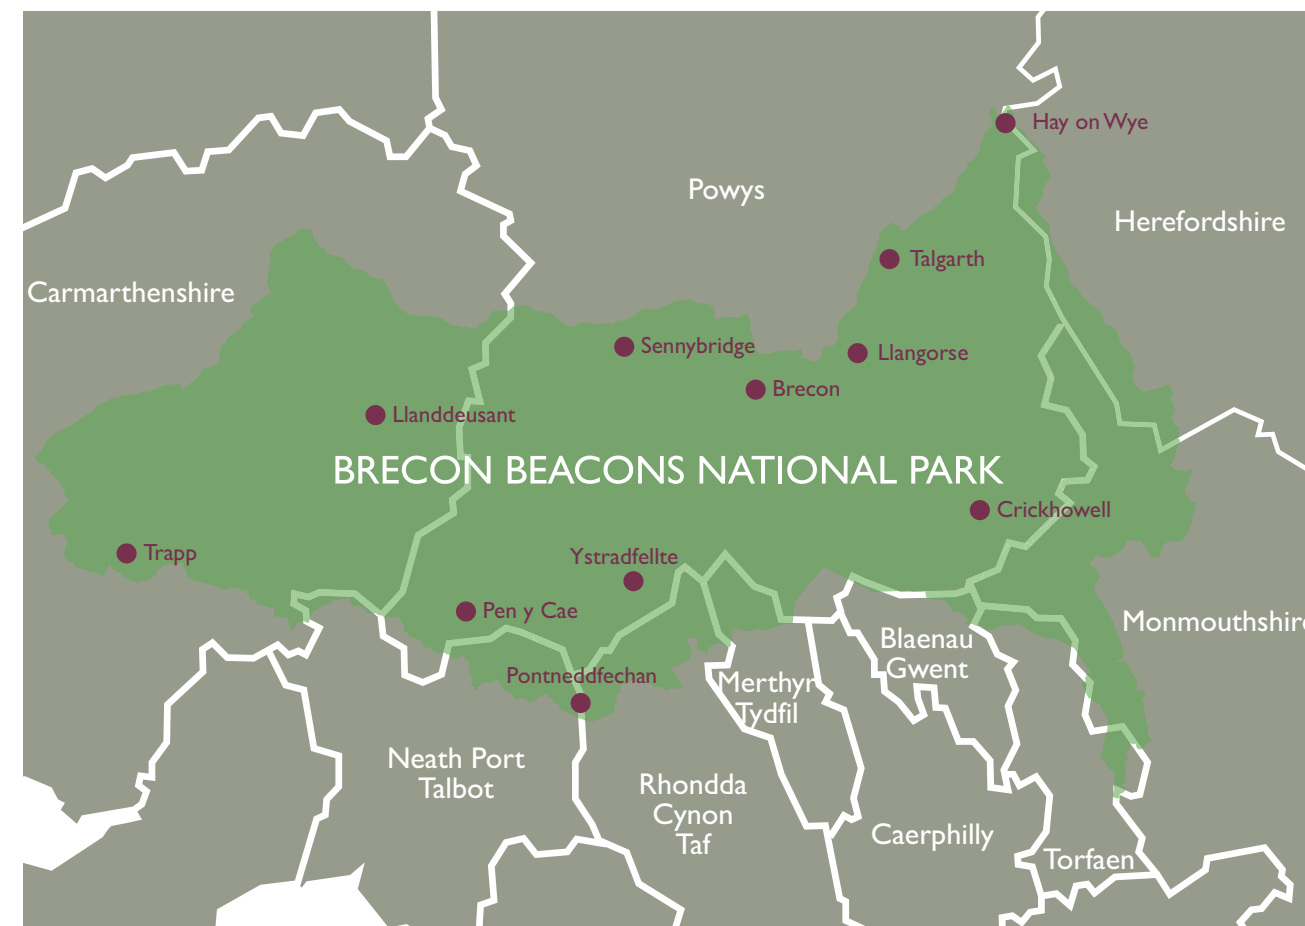 Hay on Wye
Powys
Herefordshire
Talgarth
Carmarthenshire
Sennybridge
Llangorse
Brecon
Llanddeusant
BRECON BEACONS NATIONAL PARK
Crickhowell
Trapp
Ystradfellte
Pen y Cae
Monmouthshire
Blaenau
Gwent
Pontneddfechan
Merthyr
Tydfil
Neath Port
Talbot
Rhondda
Cynon
Taf
Caerphilly
Torfaen